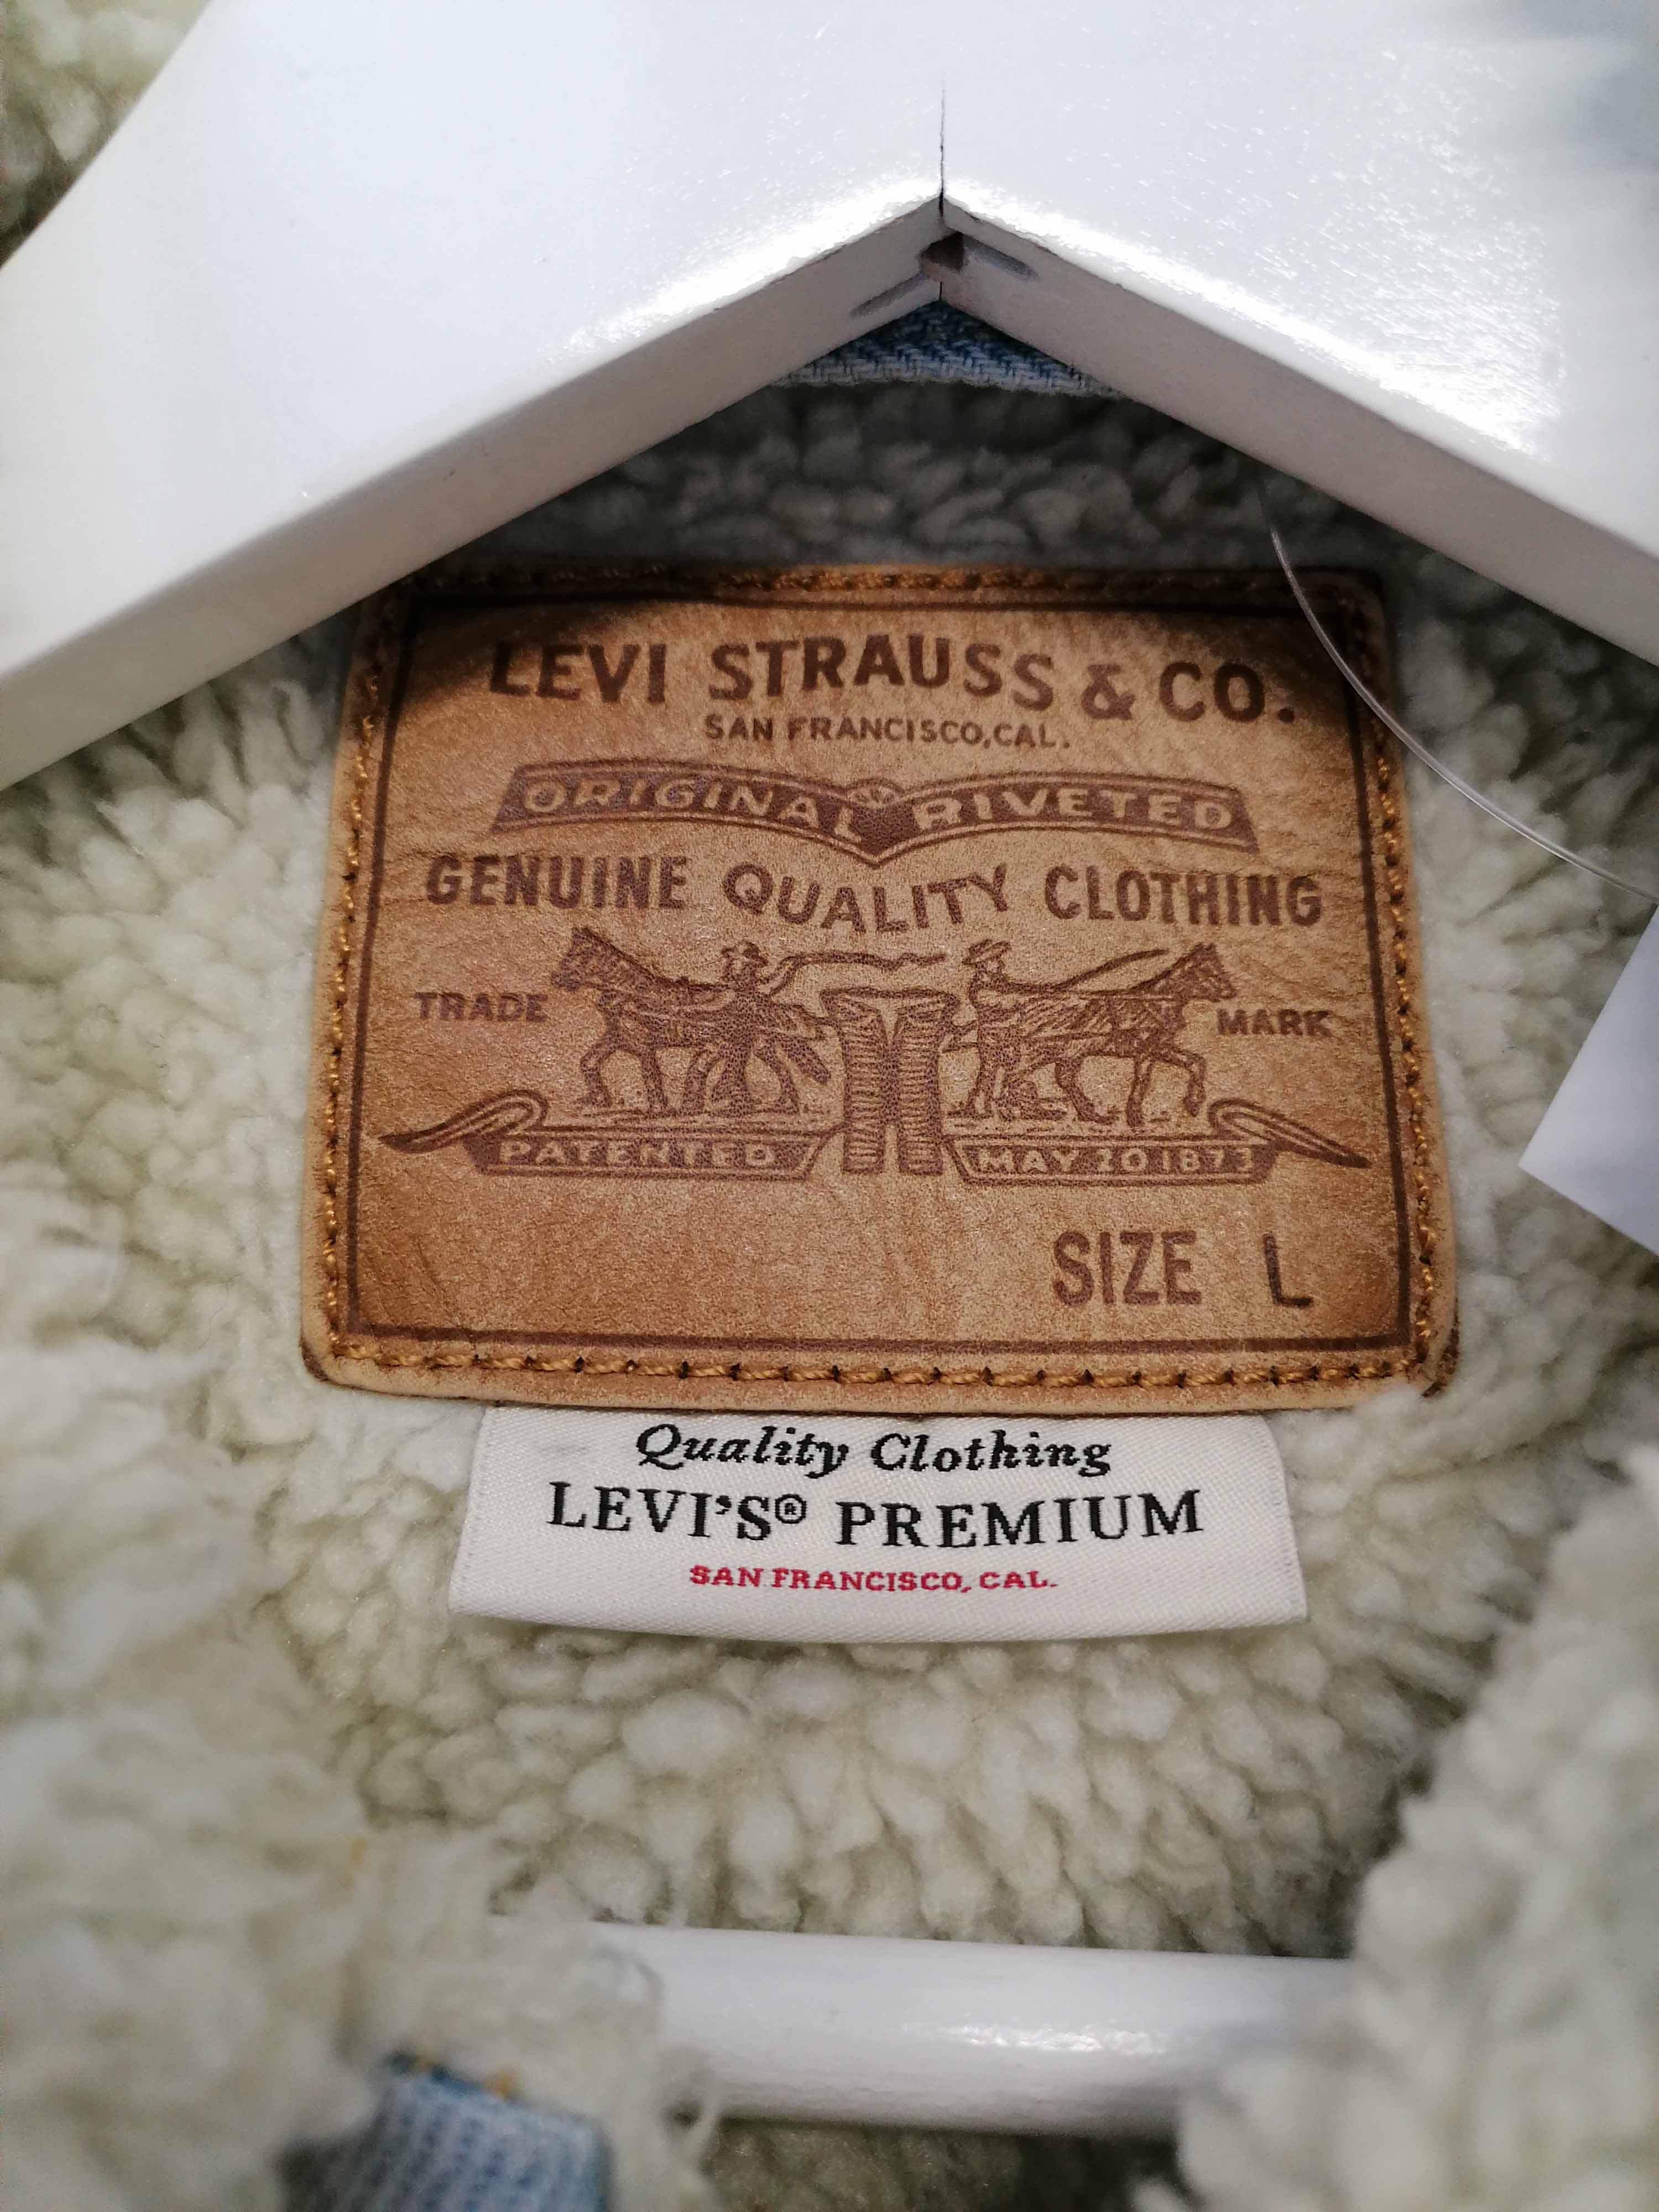 LEVI STRAUSS & CO.
SAN FRANCISCO, CAL.
ORIGINAL RIVETED
GENUINE QUALITY CLOTHING
TRADE MARK
PATENTED MAY 20 1873
SIZE L
Quality Clothing
LEVI'S® PREMIUM
SAN FRANCISCO, CAL.